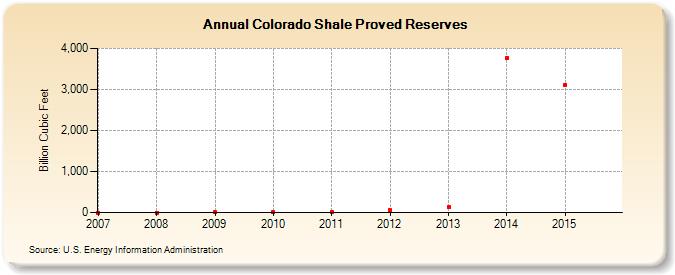 Annual Colorado Shale Proved Reserves
Billion Cubic Feet
4,000
3,000
2,000
1,000
0
2007 2008 2009 2010 2011 2012 2013 2014 2015
Source: U.S. Energy Information Administration